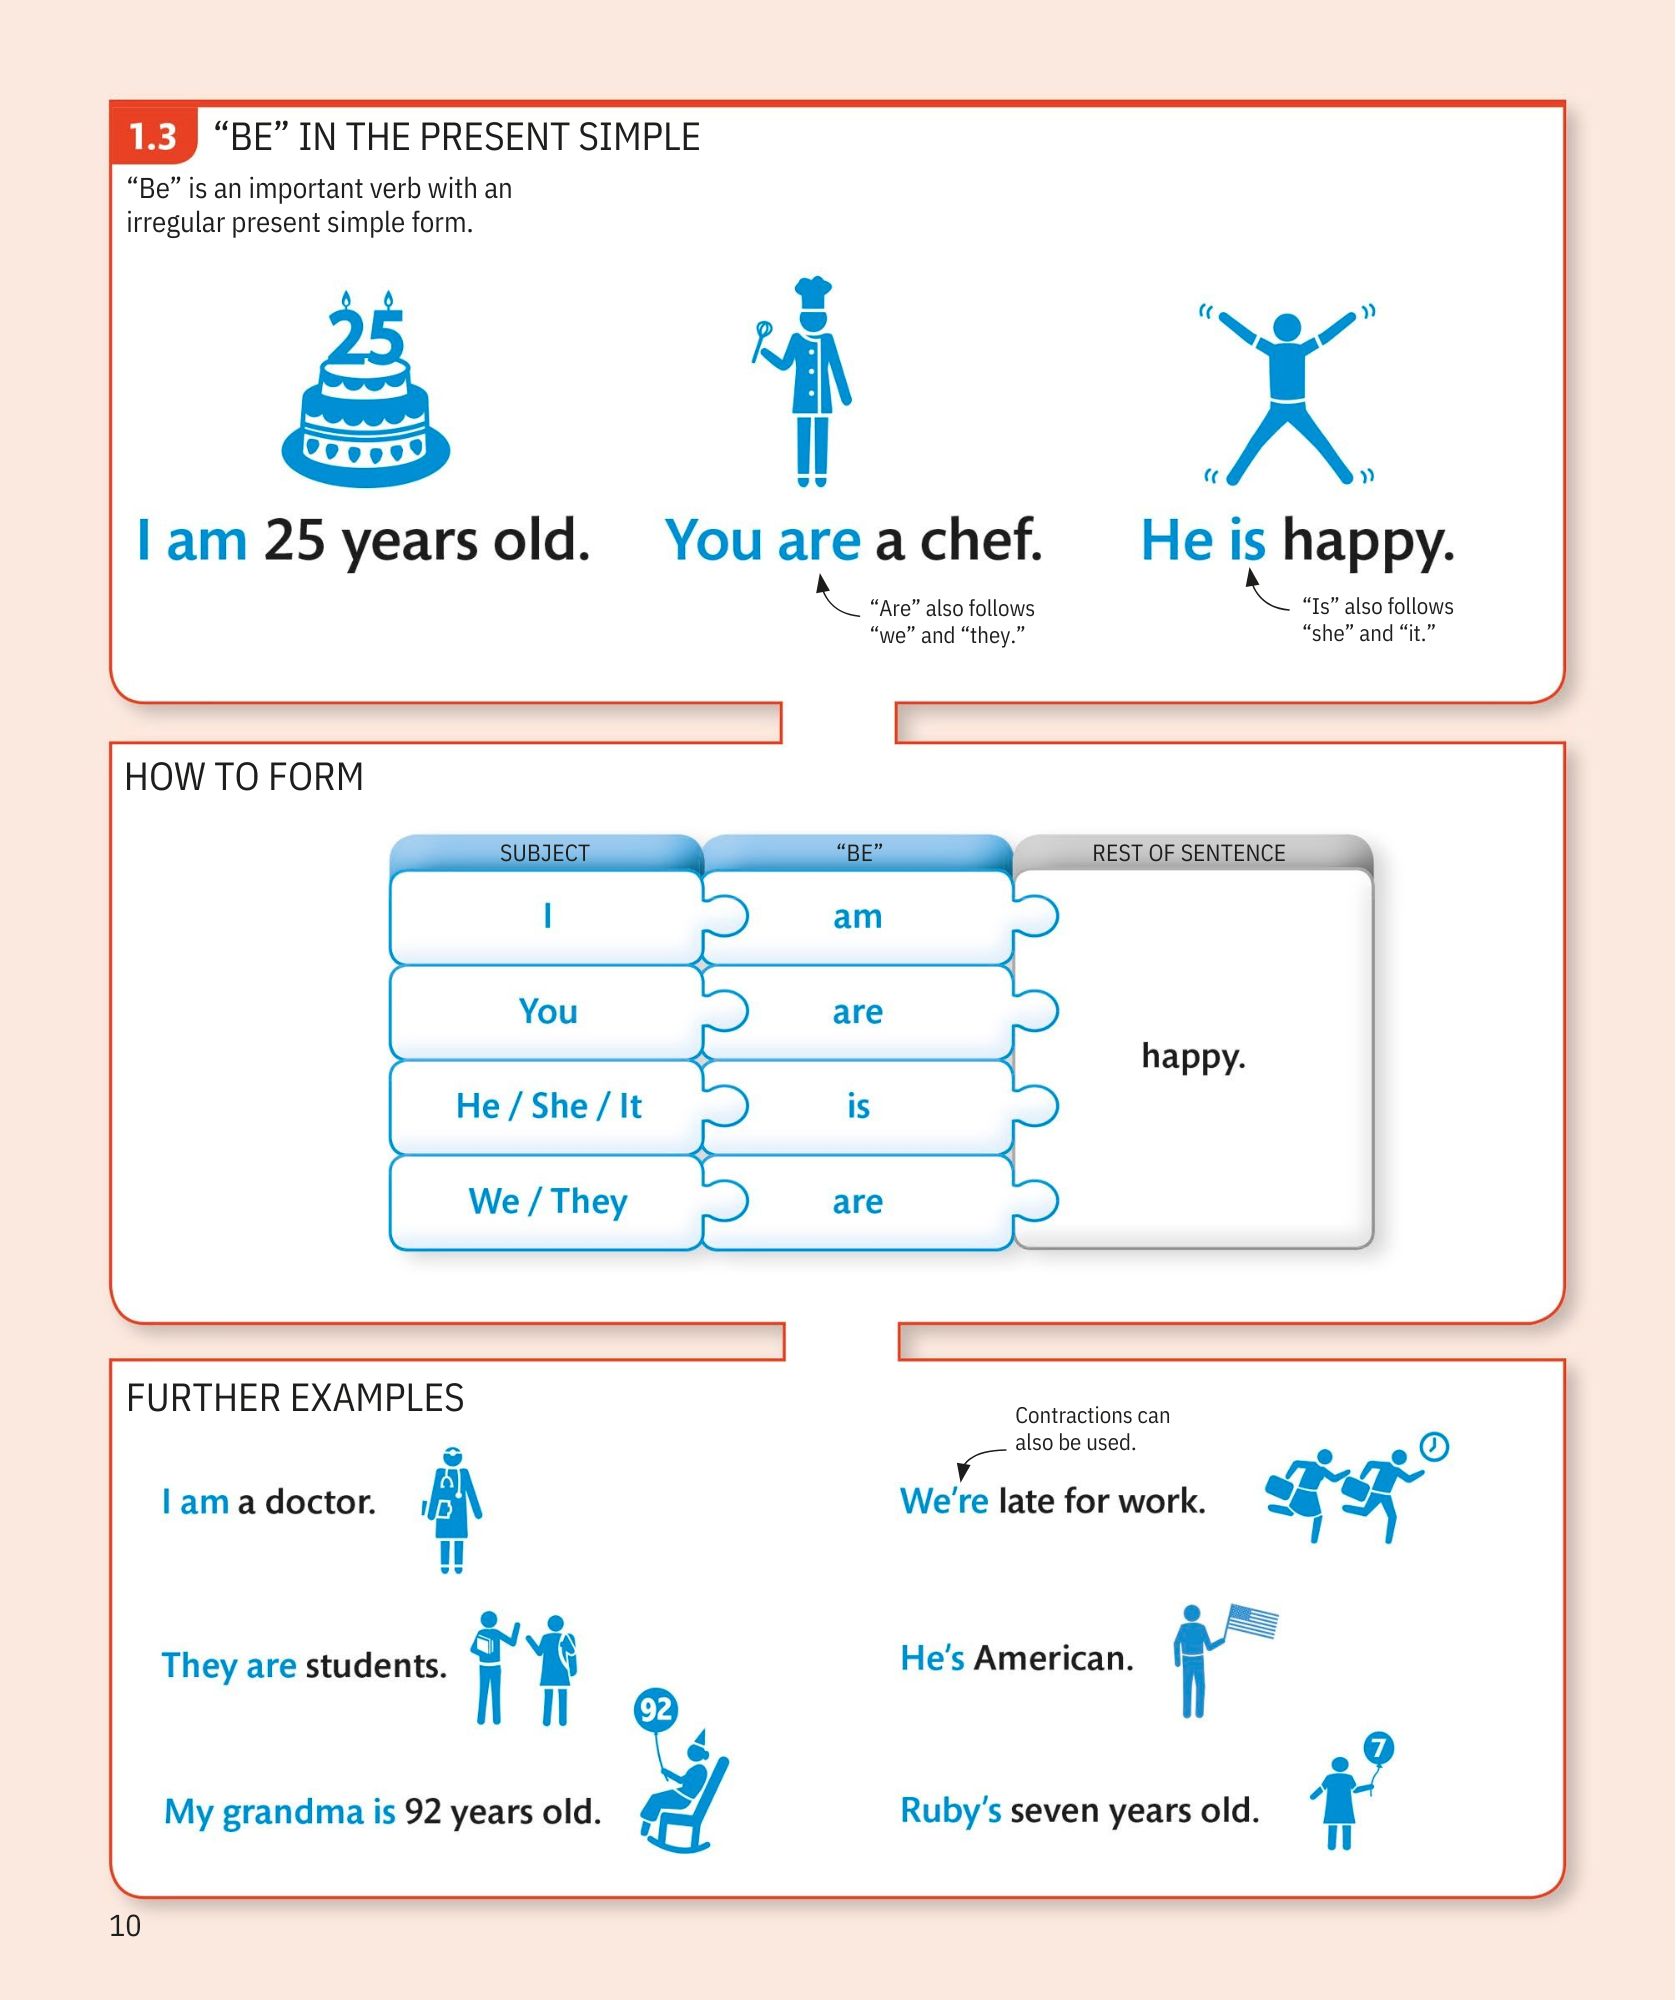 1.3 “BE” IN THE PRESENT SIMPLE
“Be” is an important verb with an
irregular present simple form.
25
I am 25 years old.
You are a chef.
He is happy.
“Are” also follows
“we” and “they.”
“Is” also follows
“she” and “it.”
HOW TO FORM
SUBJECT “BE” REST OF SENTENCE
I am
You are
happy.
He / She / It is
We / They are
FURTHER EXAMPLES
Contractions can
also be used.
I am a doctor.
We’re late for work.
They are students.
He’s American.
92
My grandma is 92 years old.
7
Ruby’s seven years old.
10